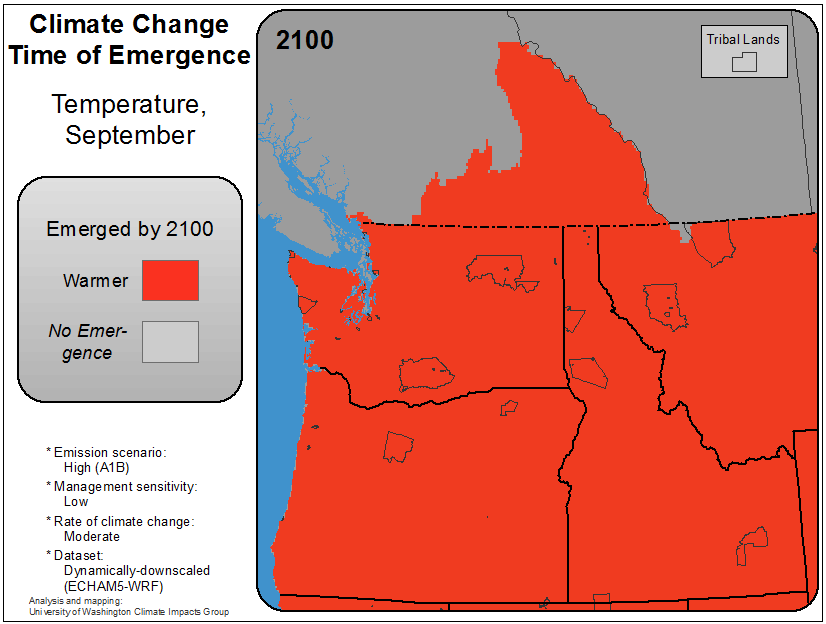 Climate Change
Time of Emergence
Temperature,
September
Emerged by 2100
Warmer
No Emer-
gence
* Emission scenario:
High (A1B)
* Management sensitivity:
Low
* Rate of climate change:
Moderate
* Dataset:
Dynamically-downscaled
(ECHAM5-WRF)
Analysis and mapping:
University of Washington Climate Impacts Group
2100
Tribal Lands